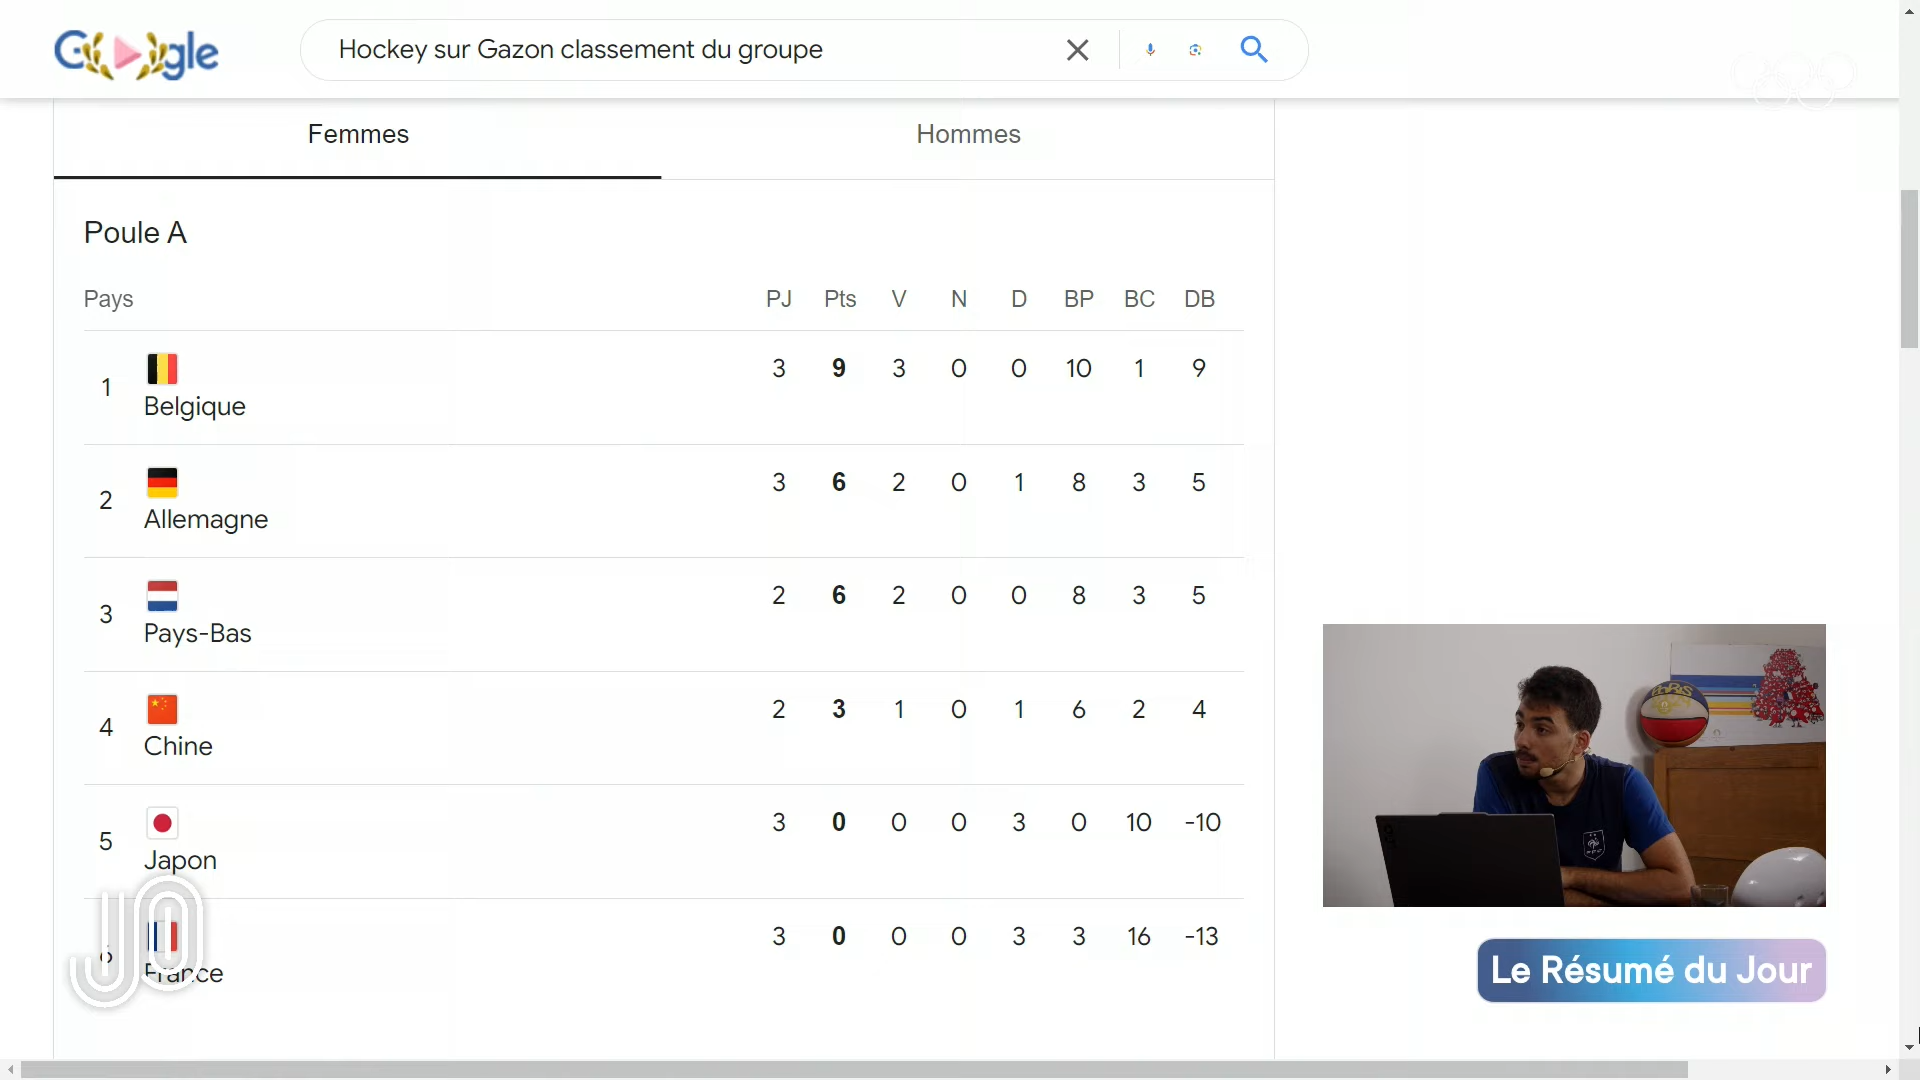 Google
Hockey sur Gazon classement du groupe
Femmes Hommes
Poule A
Pays PJ Pts V N D BP BC DB
1 Belgique 3 9 3 0 0 10 1 9
2 Allemagne 3 6 2 0 1 8 3 5
3 Pays-Bas 2 6 2 0 0 8 3 5
4 Chine 2 3 1 0 1 6 2 4
5 Japon 3 0 0 0 3 0 10 -10
6 France 3 0 0 0 3 3 16 -13
JO
PARIS
Le Résumé du Jour